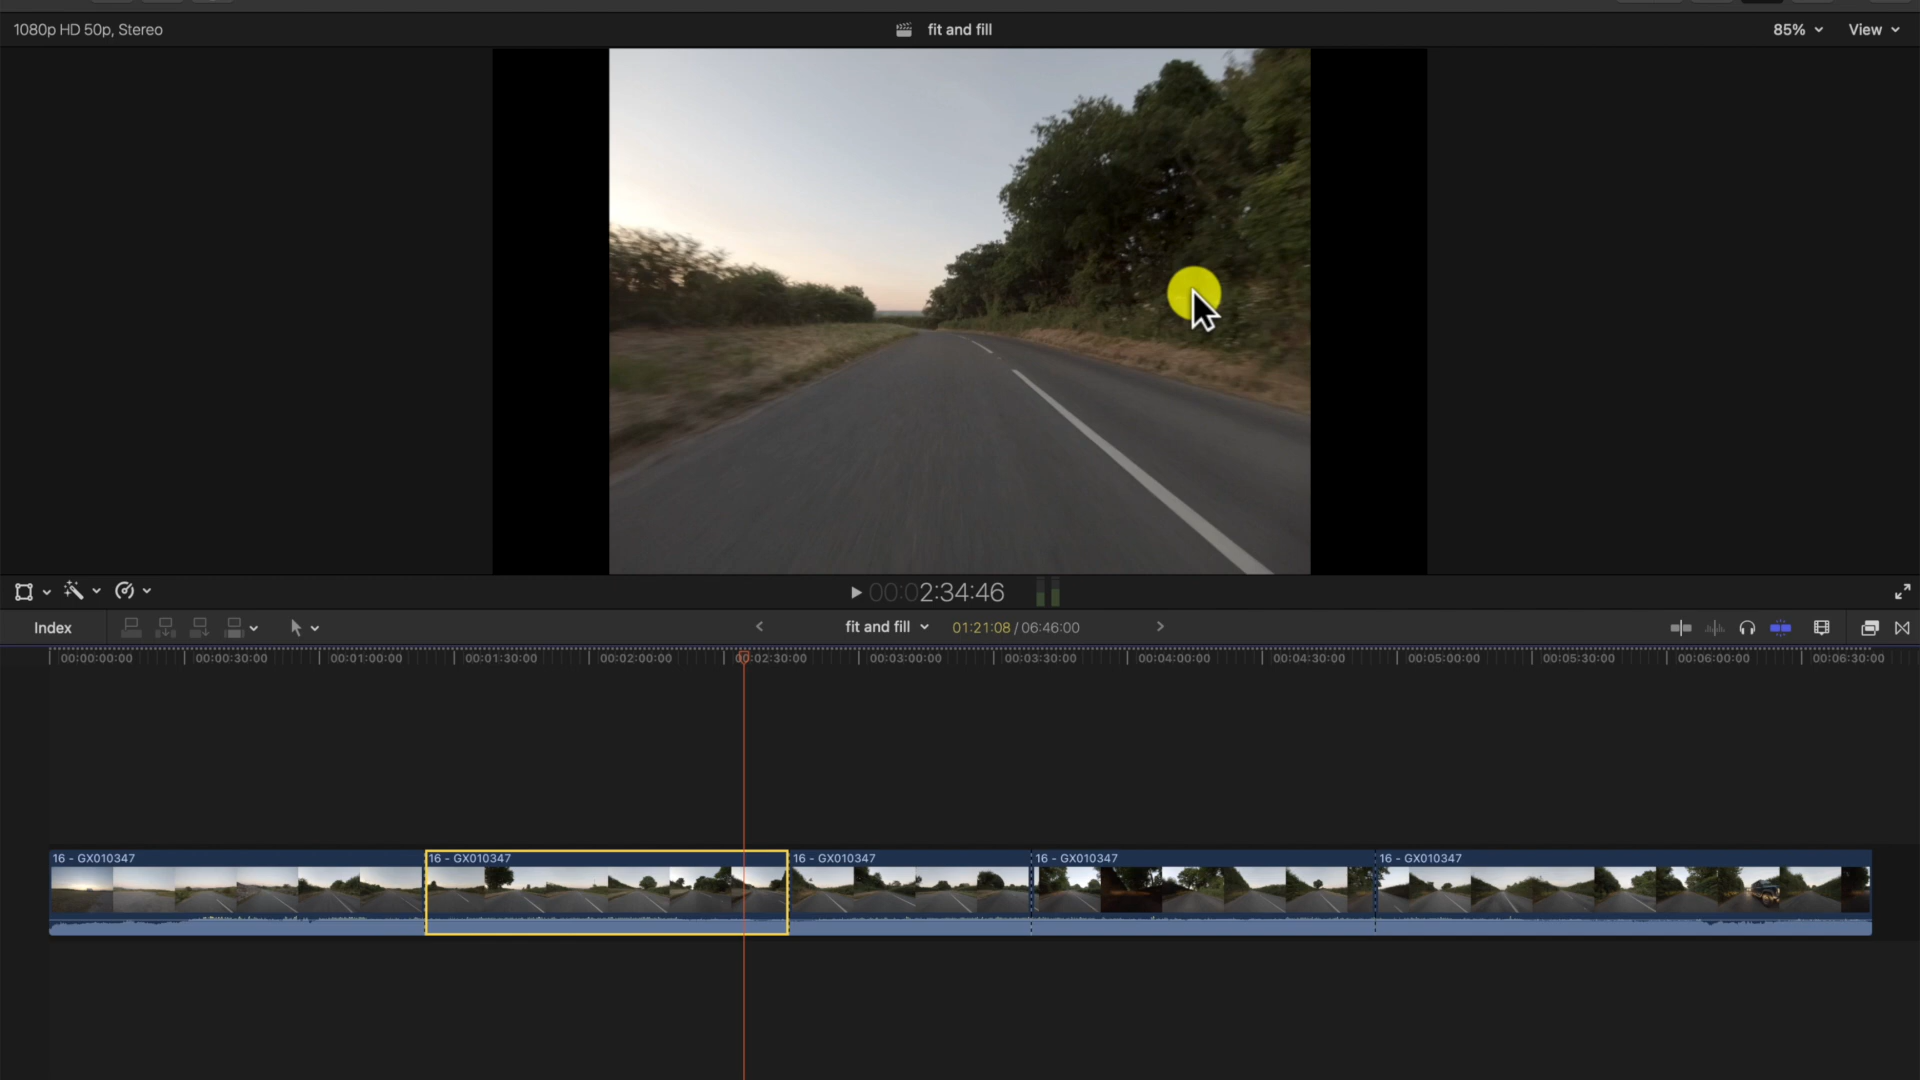 1080p HD 50p, Stereo
fit and fill
85%
View
00:02:34:46
Index
fit and fill
01:21:08 / 06:46:00
00:00:00:00
00:00:30:00
00:01:00:00
00:01:30:00
00:02:00:00
00:02:30:00
00:03:00:00
00:03:30:00
00:04:00:00
00:04:30:00
00:05:00:00
00:05:30:00
00:06:00:00
00:06:30:00
16 - GX010347
16 - GX010347
16 - GX010347
16 - GX010347
16 - GX010347